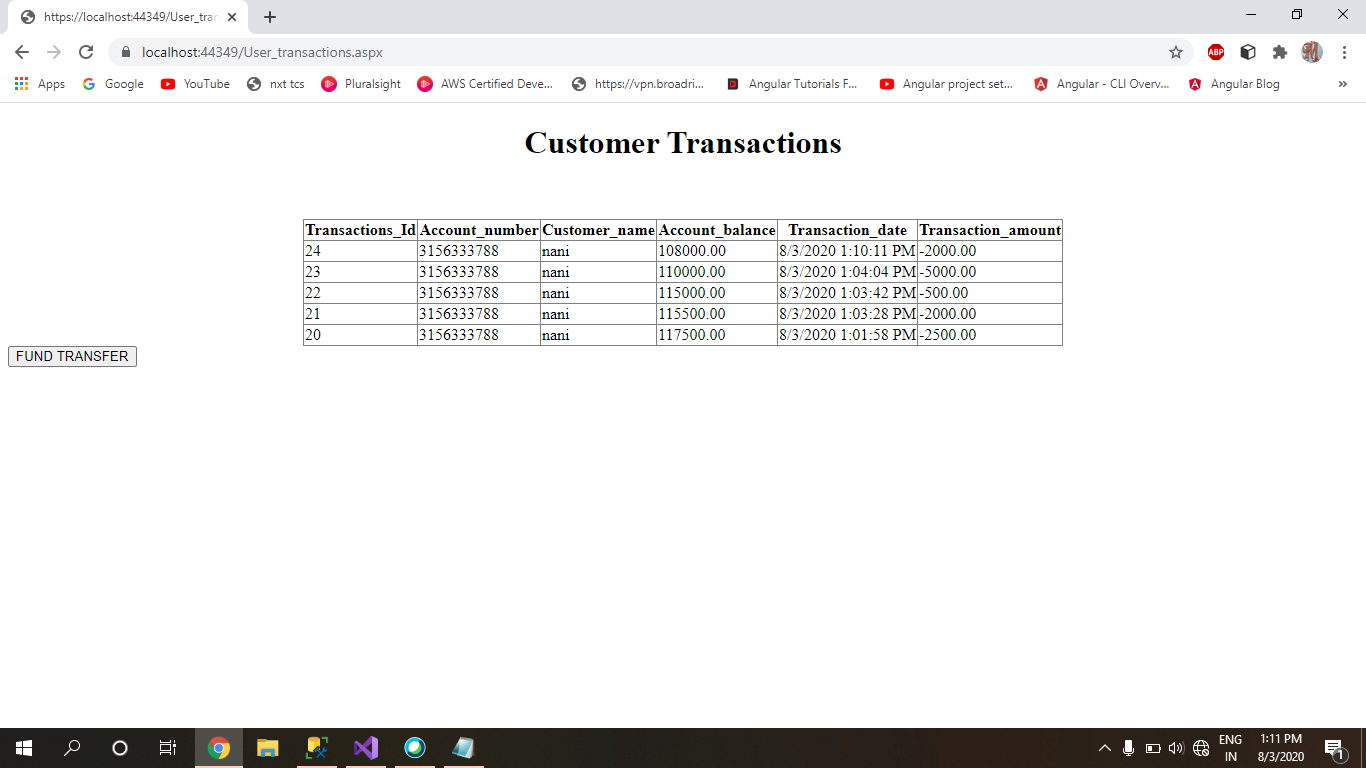 https://localhost:44349/User_tran
localhost:44349/User_transactions.aspx
ABP
Apps Google YouTube nxt tcs Pluralsight AWS Certified Deve... https://vpn.broadri... Angular Tutorials F... Angular project set... Angular - CLI Overv... Angular Blog »
Customer Transactions
Transactions_Id Account_number Customer_name Account_balance Transaction_date Transaction_amount
24 3156333788 nani 108000.00 8/3/2020 1:10:11 PM -2000.00
23 3156333788 nani 110000.00 8/3/2020 1:04:04 PM -5000.00
22 3156333788 nani 115000.00 8/3/2020 1:03:42 PM -500.00
21 3156333788 nani 115500.00 8/3/2020 1:03:28 PM -2000.00
20 3156333788 nani 117500.00 8/3/2020 1:01:58 PM -2500.00
FUND TRANSFER
ENG
IN
1:11 PM
8/3/2020
1